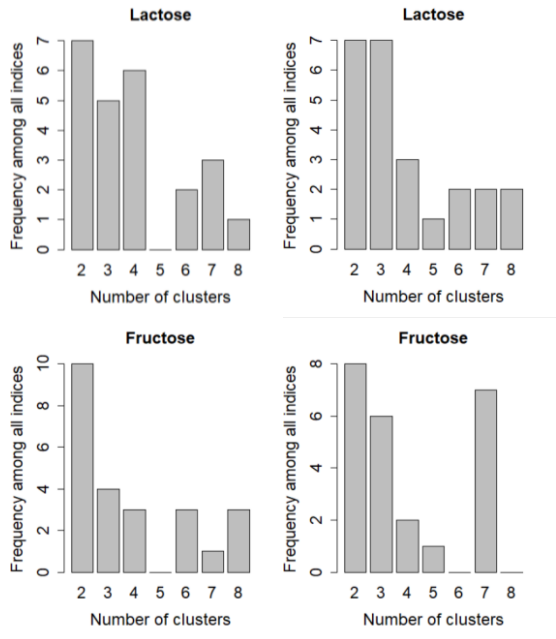 Lactose
Frequency among all indices
7
6
5
4
3
2
1
0
2 3 4 5 6 7 8
Number of clusters
Lactose
Frequency among all indices
7
6
5
4
3
2
1
0
2 3 4 5 6 7 8
Number of clusters
Fructose
Frequency among all indices
10
8
6
4
2
0
2 3 4 5 6 7 8
Number of clusters
Fructose
Frequency among all indices
8
6
4
2
0
2 3 4 5 6 7 8
Number of clusters